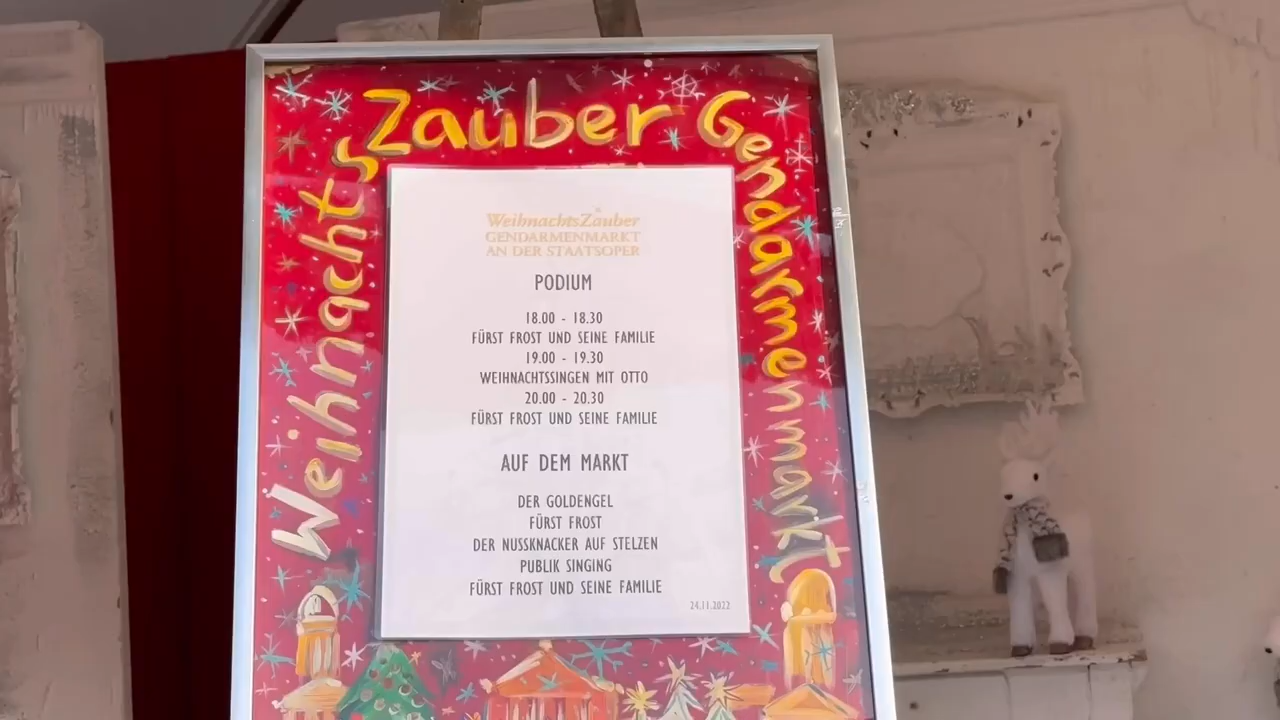 WeihnachtsZauber Gendarmenmarkt
WeihnachtsZauber
GENDARMENMARKT
AN DER STAATSOPER
PODIUM
18.00 - 18.30
FÜRST FROST UND SEINE FAMILIE
19.00 - 19.30
WEIHNACHTSSINGEN MIT OTTO
20.00 - 20.30
FÜRST FROST UND SEINE FAMILIE
AUF DEM MARKT
DER GOLDENGEL
FÜRST FROST
DER NUSSKNACKER AUF STELZEN
PUBLIK SINGING
FÜRST FROST UND SEINE FAMILIE
24.11.2022